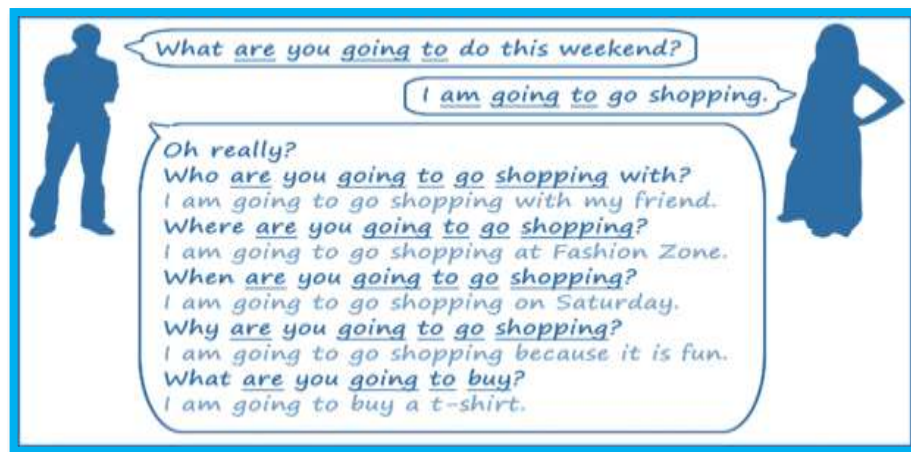 What are you going to do this weekend?
I am going to go shopping.
Oh really?
Who are you going to go shopping with?
I am going to go shopping with my friend.
Where are you going to go shopping?
I am going to go shopping at Fashion Zone.
When are you going to go shopping?
I am going to go shopping on Saturday.
Why are you going to go shopping?
I am going to go shopping because it is fun.
What are you going to buy?
I am going to buy a t-shirt.